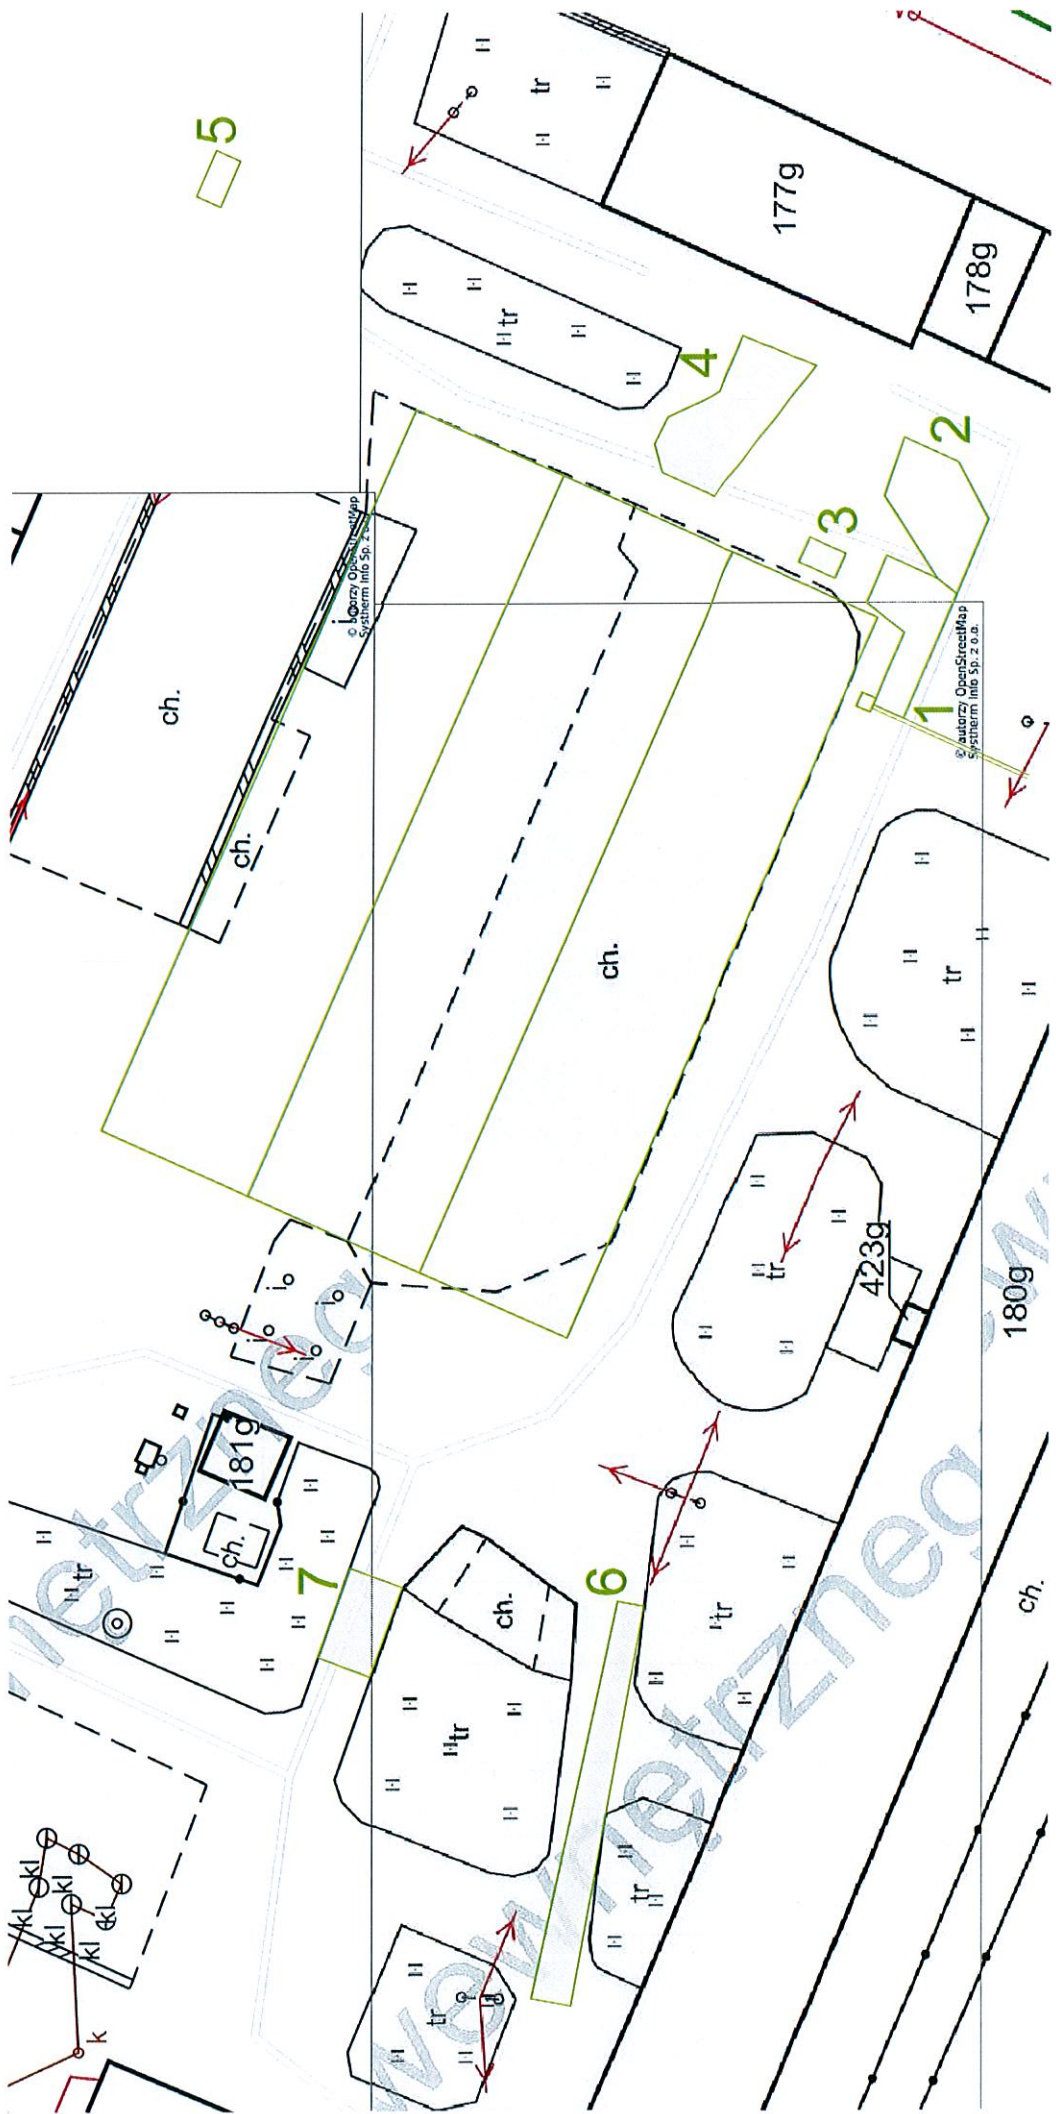 5
tr
177g
178g
tr
4
2
3
© autorzy OpenStreetMap
Systherm Info Sp. z o.o.
ch.
ch.
ch.
1
© autorzy OpenStreetMap
Systherm Info Sp. z o.o.
tr
tr
423g
180g
i
i
i
i
181g
ch.
tr
7
ch.
6
tr
tr
tr
tr
ch.
kl
kl
kl
kl
kl
k
wewnętrzneg